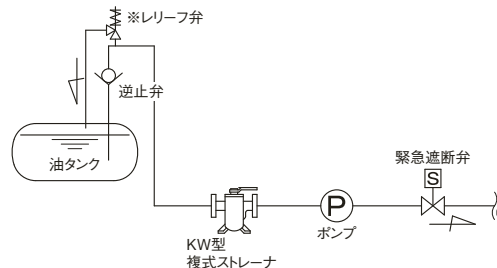 ※レリーフ弁
逆止弁
油タンク
緊急遮断弁
S
P
ポンプ
KW型
複式ストレーナ